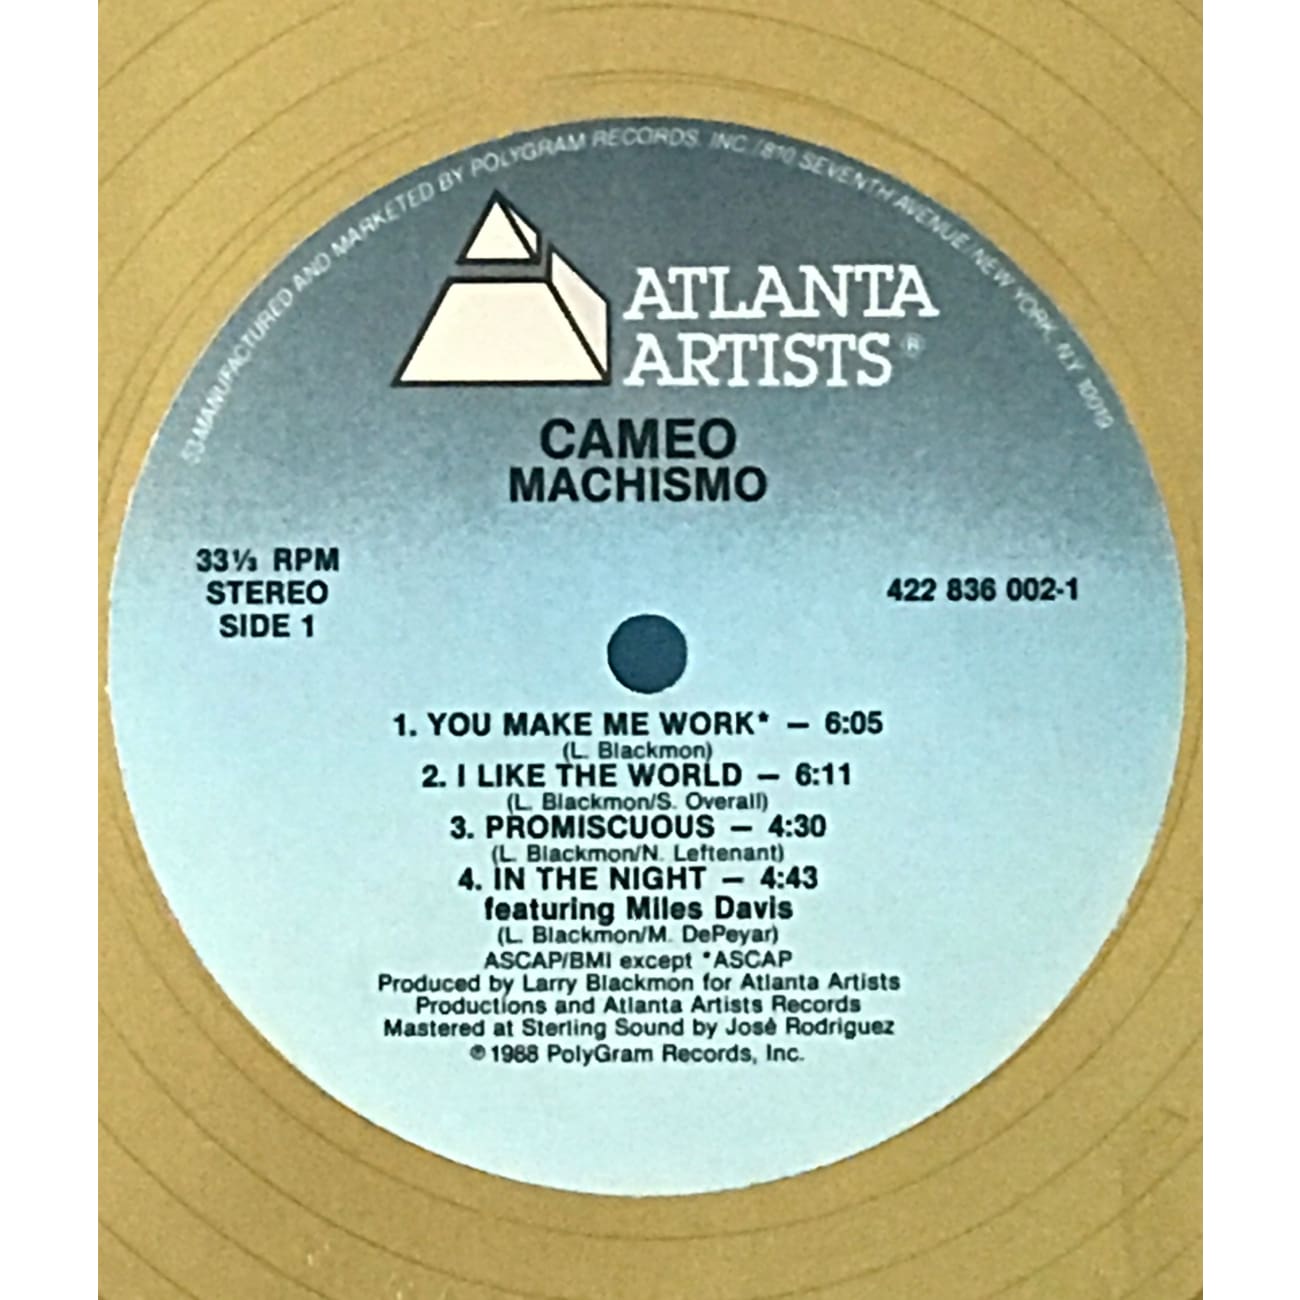 53-MANUFACTURED AND MARKETED BY POLYGRAM RECORDS, INC./810 SEVENTH AVENUE/NEW YORK, N.Y. 10019
ATLANTA
ARTISTS®
CAMEO
MACHISMO
33⅓ RPM
STEREO
SIDE 1
422 836 002-1
1. YOU MAKE ME WORK* – 6:05
(L. Blackmon)
2. I LIKE THE WORLD – 6:11
(L. Blackmon/S. Overall)
3. PROMISCUOUS – 4:30
(L. Blackmon/N. Leftenant)
4. IN THE NIGHT – 4:43
featuring Miles Davis
(L. Blackmon/M. DePeyar)
ASCAP/BMI except *ASCAP
Produced by Larry Blackmon for Atlanta Artists
Productions and Atlanta Artists Records
Mastered at Sterling Sound by José Rodriguez
℗ 1988 PolyGram Records, Inc.